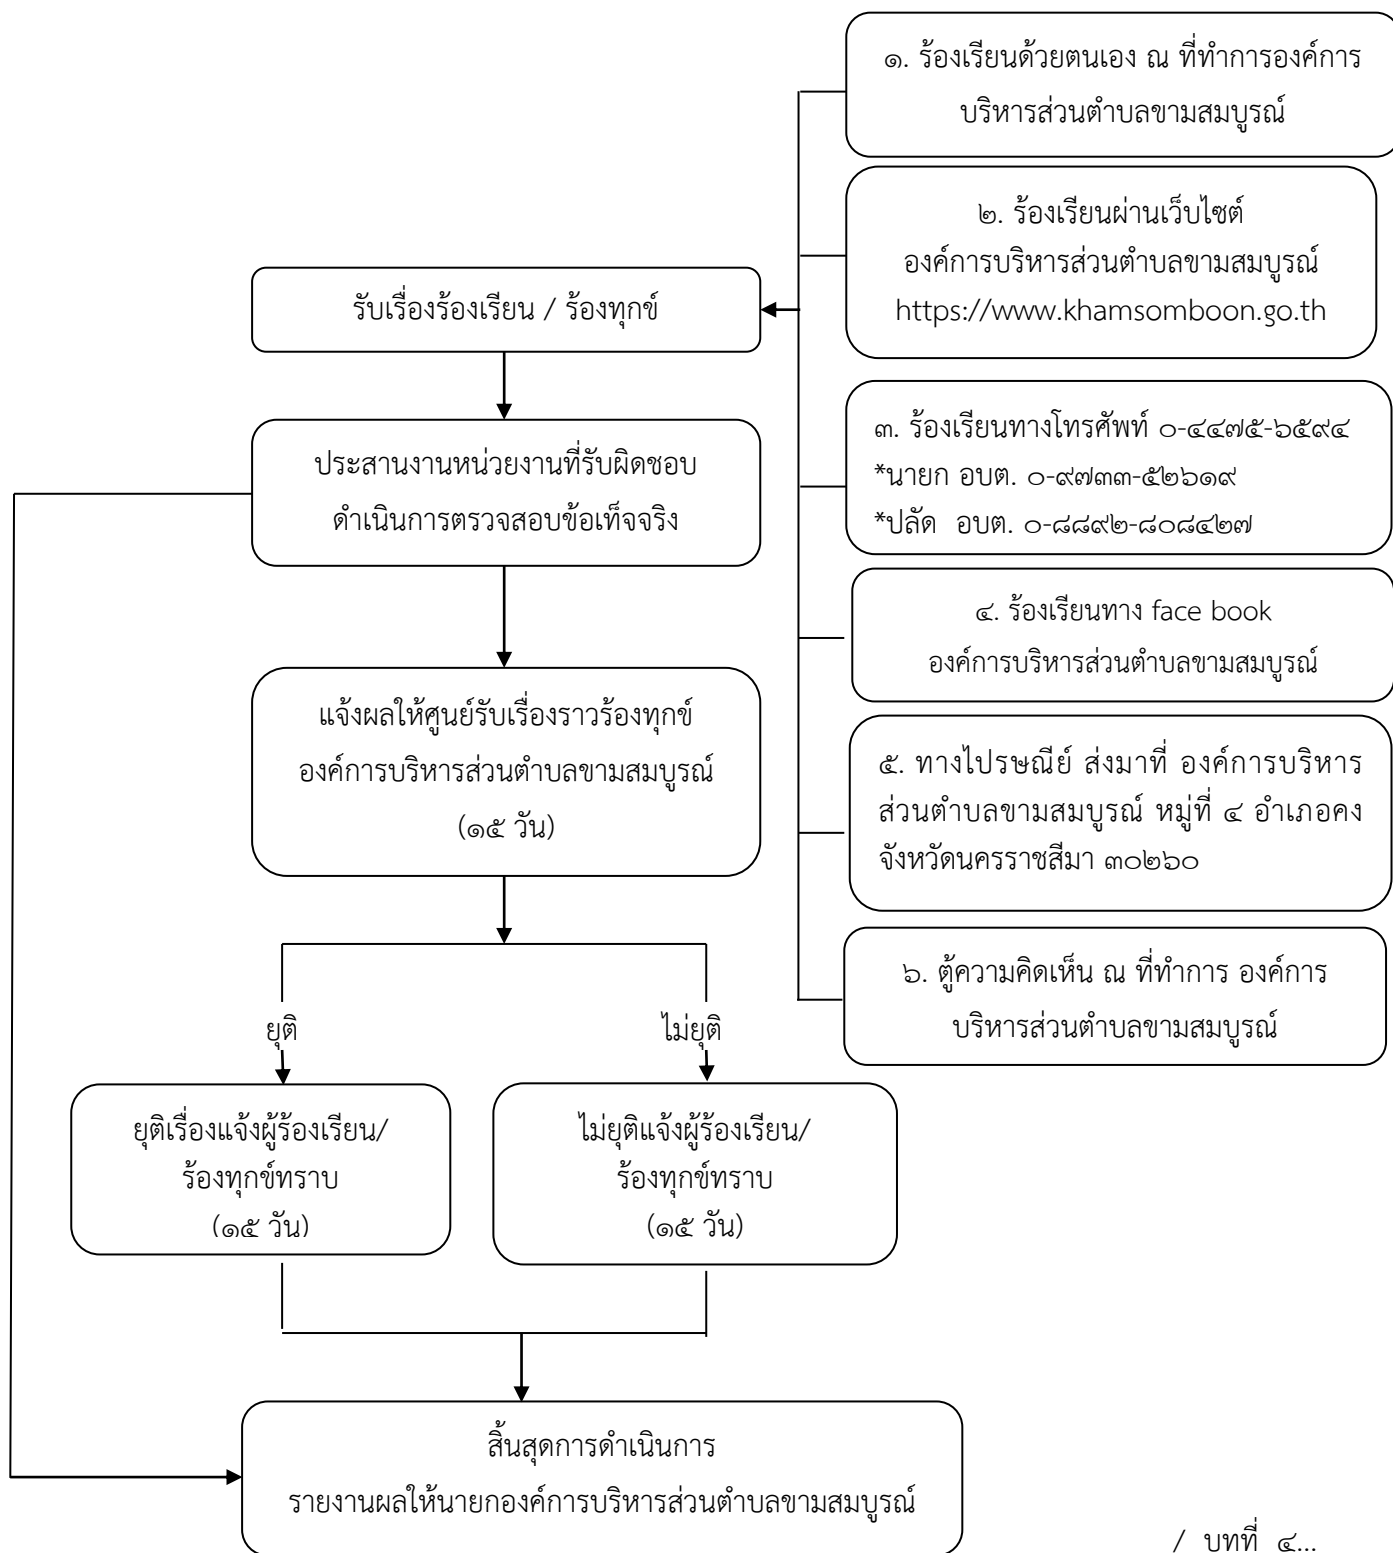 ๑. ร้องเรียนด้วยตนเอง ณ ที่ทำการองค์การ
บริหารส่วนตำบลขามสมบูรณ์
๒. ร้องเรียนผ่านเว็บไซต์
องค์การบริหารส่วนตำบลขามสมบูรณ์
https://www.khamsomboon.go.th
๓. ร้องเรียนทางโทรศัพท์ ๐-๔๔๗๕-๖๕๙๔
*นายก อบต. ๐-๙๗๓๓-๕๒๖๑๙
*ปลัด อบต. ๐-๘๘๙๒-๘๐๘๔๒๗
๔. ร้องเรียนทาง face book
องค์การบริหารส่วนตำบลขามสมบูรณ์
๕. ทางไปรษณีย์ ส่งมาที่ องค์การบริหาร
ส่วนตำบลขามสมบูรณ์ หมู่ที่ ๔ อำเภอคง
จังหวัดนครราชสีมา ๓๐๒๖๐
๖. ตู้ความคิดเห็น ณ ที่ทำการ องค์การ
บริหารส่วนตำบลขามสมบูรณ์
รับเรื่องร้องเรียน / ร้องทุกข์
ประสานงานหน่วยงานที่รับผิดชอบ
ดำเนินการตรวจสอบข้อเท็จจริง
แจ้งผลให้ศูนย์รับเรื่องราวร้องทุกข์
องค์การบริหารส่วนตำบลขามสมบูรณ์
(๑๕ วัน)
ยุติ
ไม่ยุติ
ยุติเรื่องแจ้งผู้ร้องเรียน/
ร้องทุกข์ทราบ
(๑๕ วัน)
ไม่ยุติแจ้งผู้ร้องเรียน/
ร้องทุกข์ทราบ
(๑๕ วัน)
สิ้นสุดการดำเนินการ
รายงานผลให้นายกองค์การบริหารส่วนตำบลขามสมบูรณ์
/ บทที่ ๔...